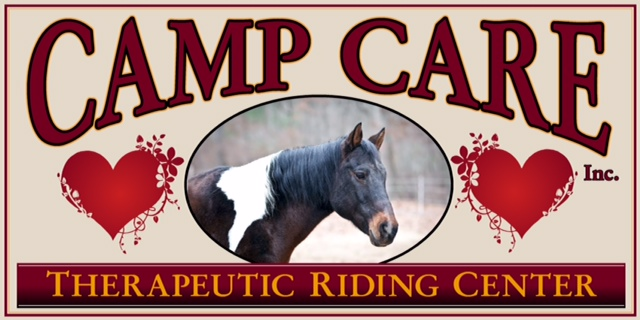 CAMP CARE
Inc.
THERAPEUTIC RIDING CENTER